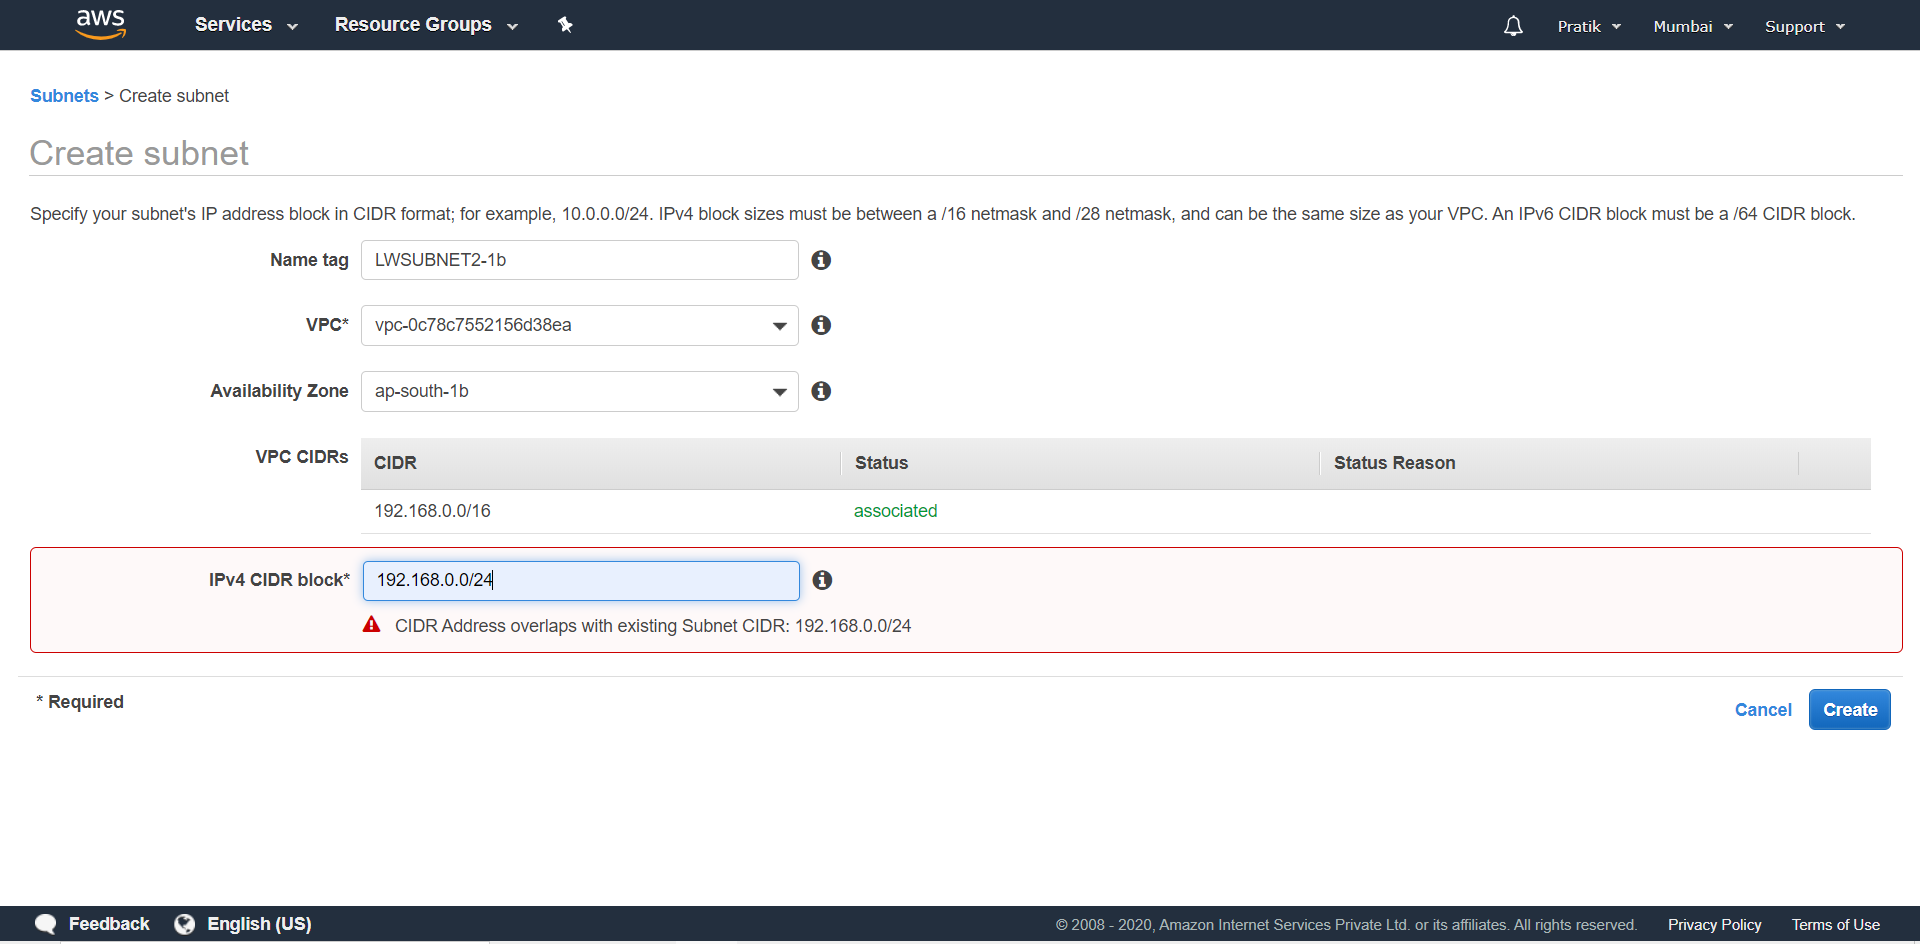 aws Services Resource Groups Pratik Mumbai Support
Subnets > Create subnet
Create subnet
Specify your subnet's IP address block in CIDR format; for example, 10.0.0.0/24. IPv4 block sizes must be between a /16 netmask and /28 netmask, and can be the same size as your VPC. An IPv6 CIDR block must be a /64 CIDR block.
Name tag LWSUBNET2-1b
VPC* vpc-0c78c7552156d38ea
Availability Zone ap-south-1b
VPC CIDRs CIDR Status Status Reason
192.168.0.0/16 associated
IPv4 CIDR block* 192.168.0.0/24
CIDR Address overlaps with existing Subnet CIDR: 192.168.0.0/24
* Required
Cancel Create
Feedback English (US) © 2008 - 2020, Amazon Internet Services Private Ltd. or its affiliates. All rights reserved. Privacy Policy Terms of Use